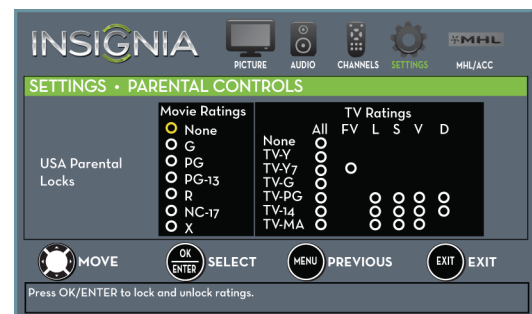 INSIGNIA
PICTURE AUDIO CHANNELS SETTINGS MHL MHL/ACC
SETTINGS • PARENTAL CONTROLS
USA Parental
Locks
Movie Ratings
None
G
PG
PG-13
R
NC-17
X
TV Ratings
All FV L S V D
None
TV-Y
TV-Y7
TV-G
TV-PG
TV-14
TV-MA
MOVE OK ENTER SELECT MENU PREVIOUS EXIT EXIT
Press OK/ENTER to lock and unlock ratings.